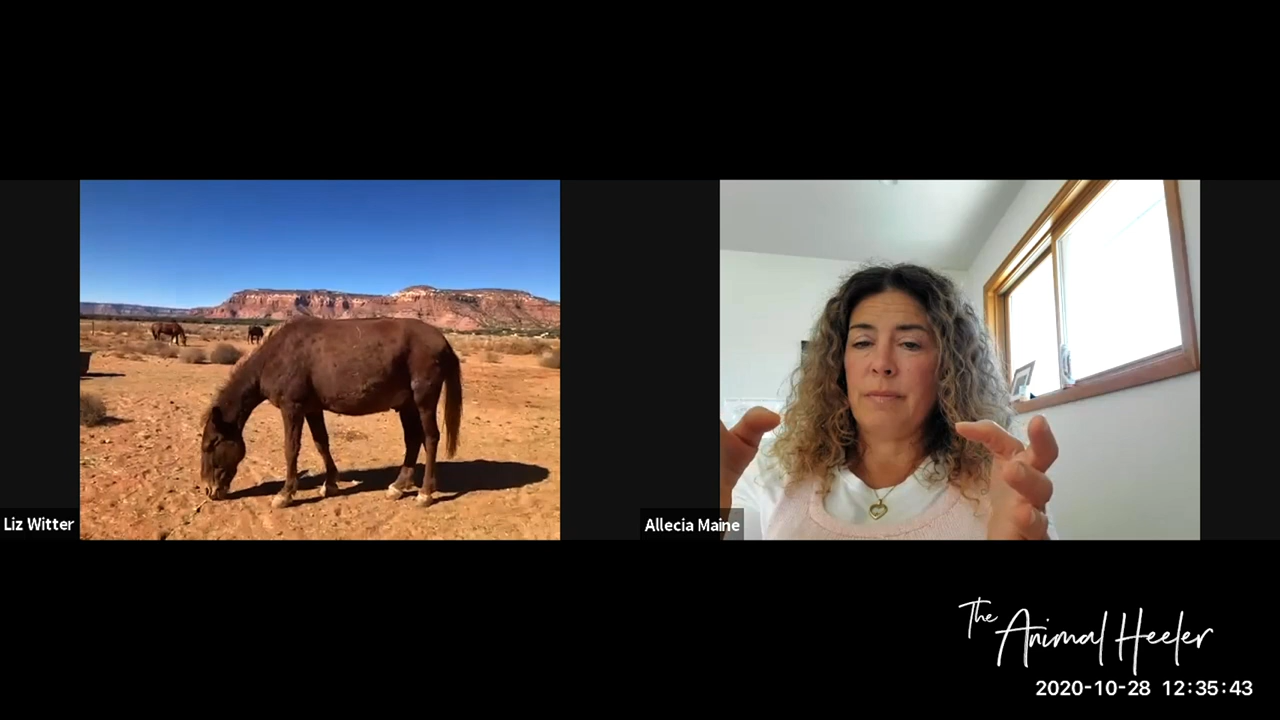 Liz Witter
Allecia Maine
The
Animal Heeler
2020-10-28 12:35:43